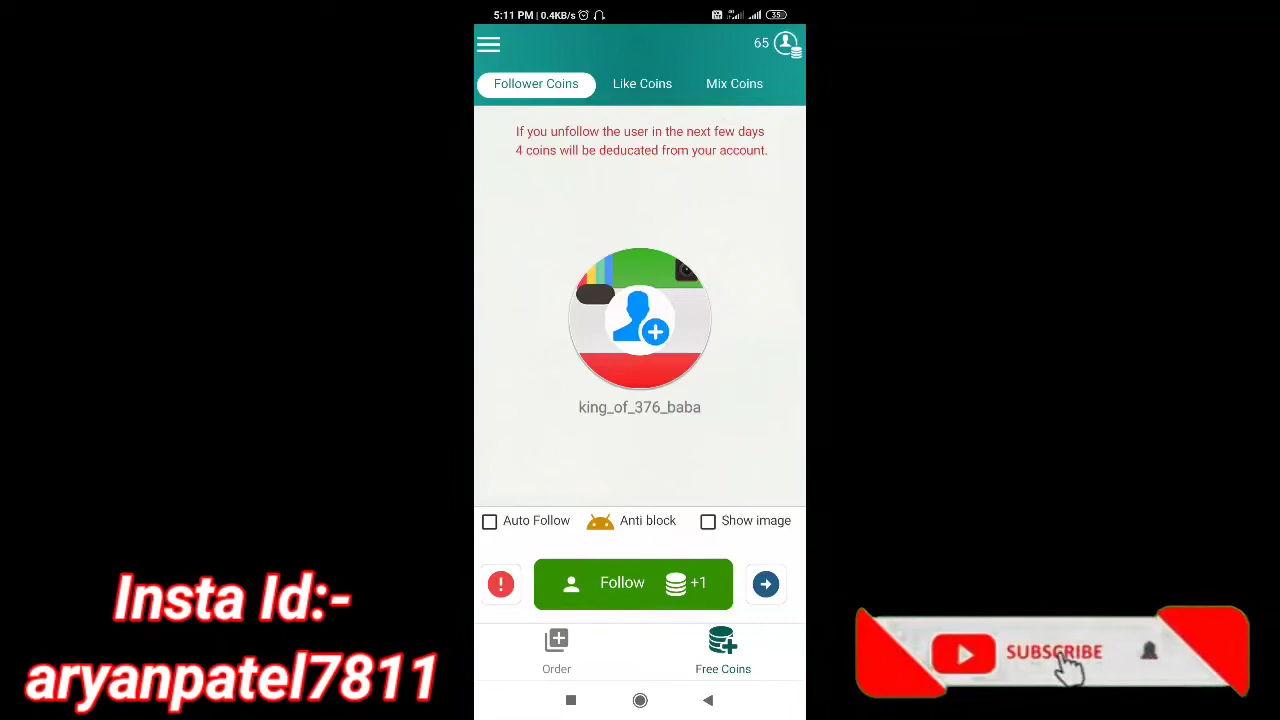 5:11 PM | 0.4KB/s
35
65
Follower Coins
Like Coins
Mix Coins
If you unfollow the user in the next few days
4 coins will be deducated from your account.
king_of_376_baba
Auto Follow
Anti block
Show image
Follow
+1
Order
Free Coins
Insta Id:-
aryanpatel7811
SUBSCRIBE